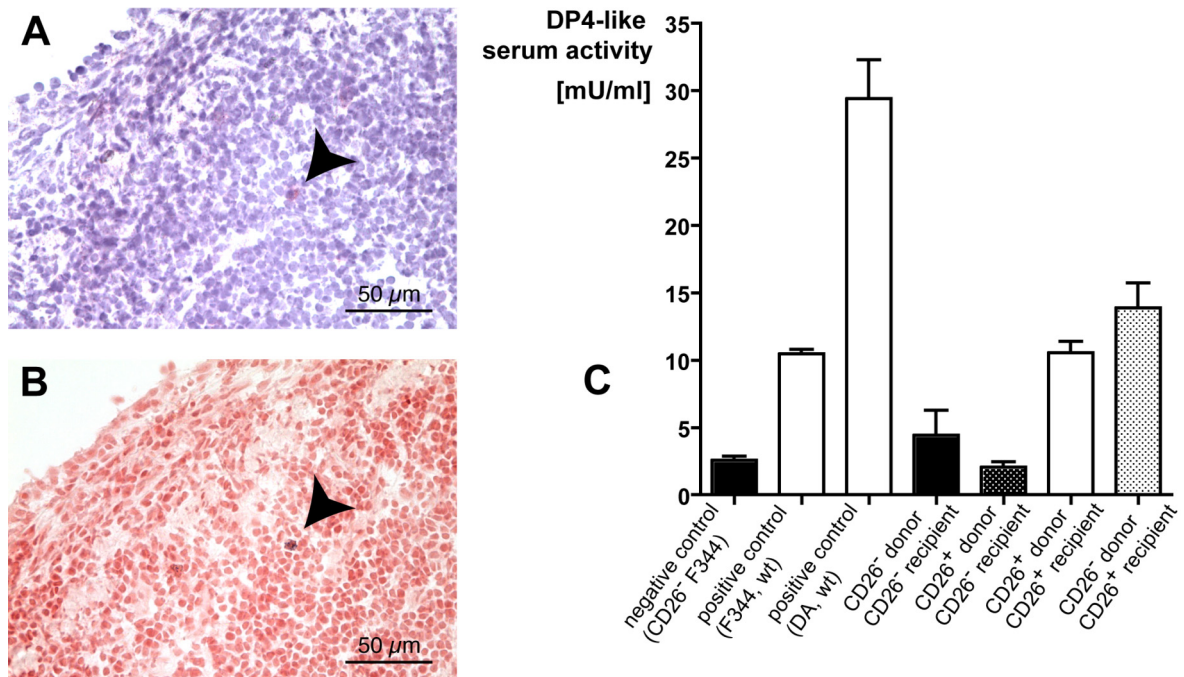 A
50 µm
B
50 µm
C
DP4-like
serum activity
[mU/ml]
35
30
25
20
15
10
5
0
negative control
(CD26⁻ F344)
positive control
(F344, wt)
positive control
(DA, wt)
CD26⁻ donor
CD26⁻ recipient
CD26⁺ donor
CD26⁻ recipient
CD26⁺ donor
CD26⁺ recipient
CD26⁻ donor
CD26⁺ recipient